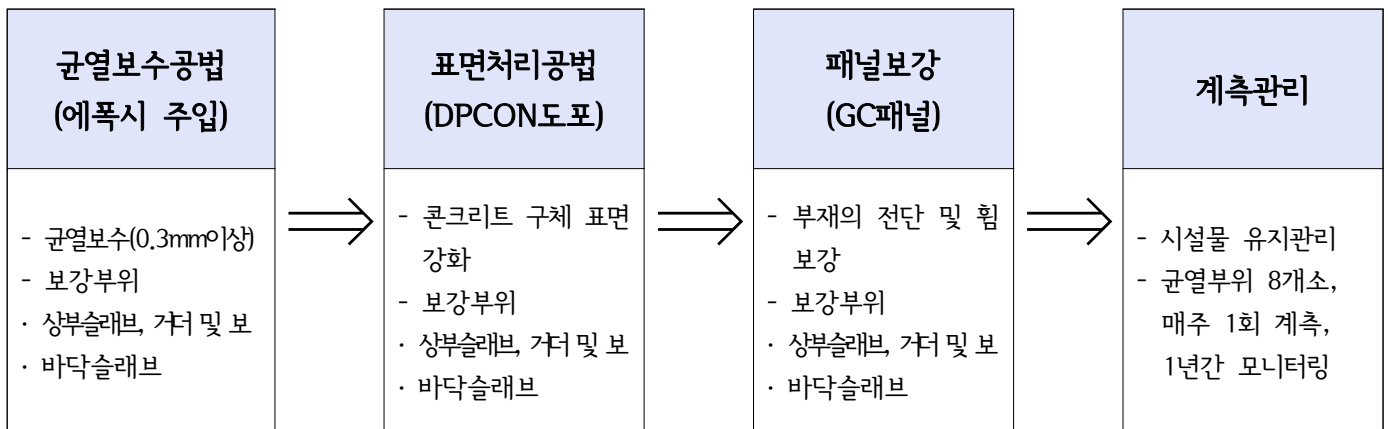 균열보수공법
(에폭시 주입)
- 균열보수(0.3mm이상)
- 보강부위
· 상부슬래브, 거더 및 보
· 바닥슬래브
표면처리공법
(DPCON도포)
- 콘크리트 구체 표면
강화
- 보강부위
· 상부슬래브, 거더 및 보
· 바닥슬래브
패널보강
(GC패널)
- 부재의 전단 및 휨
보강
- 보강부위
· 상부슬래브, 거더 및 보
· 바닥슬래브
계측관리
- 시설물 유지관리
- 균열부위 8개소,
매주 1회 계측,
1년간 모니터링